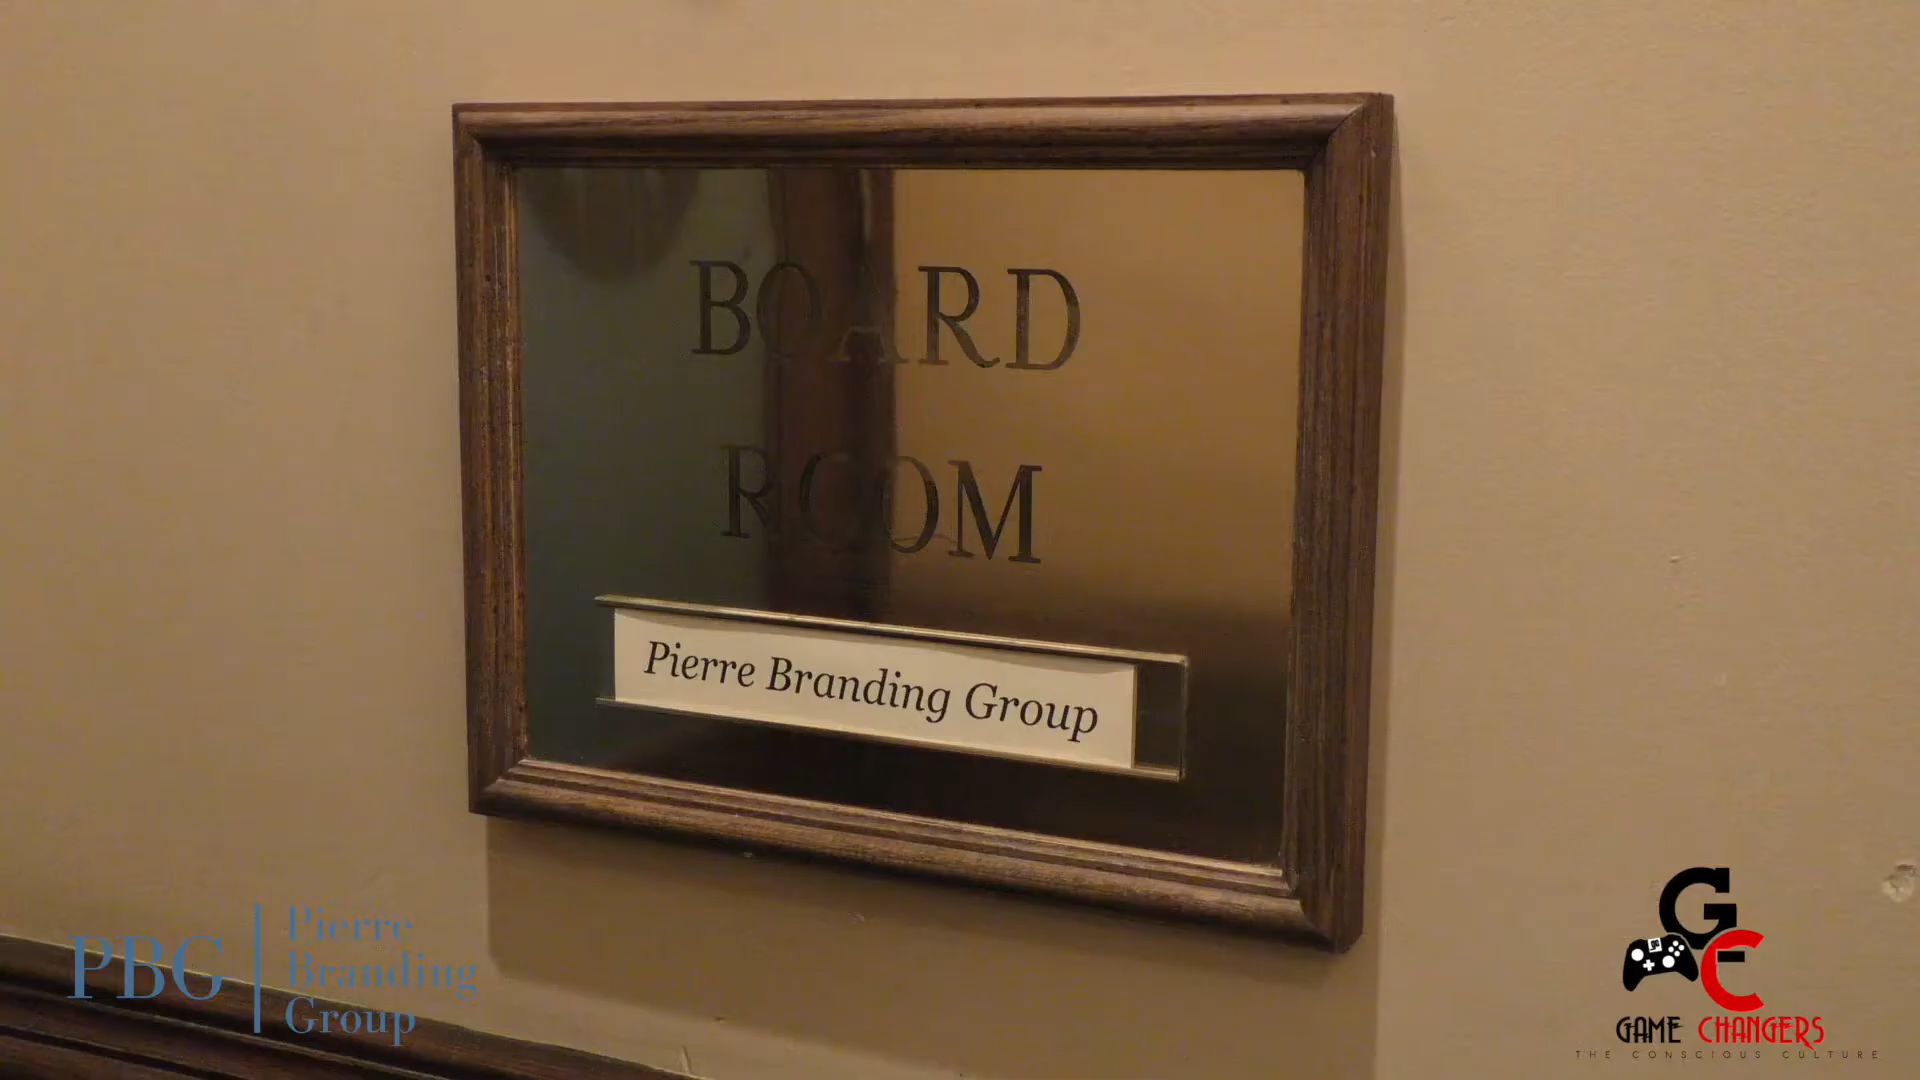 BOARD
ROOM
Pierre Branding Group
PBG
Pierre
Branding
Group
GC
GAME CHANGERS
THE CONSCIOUS CULTURE